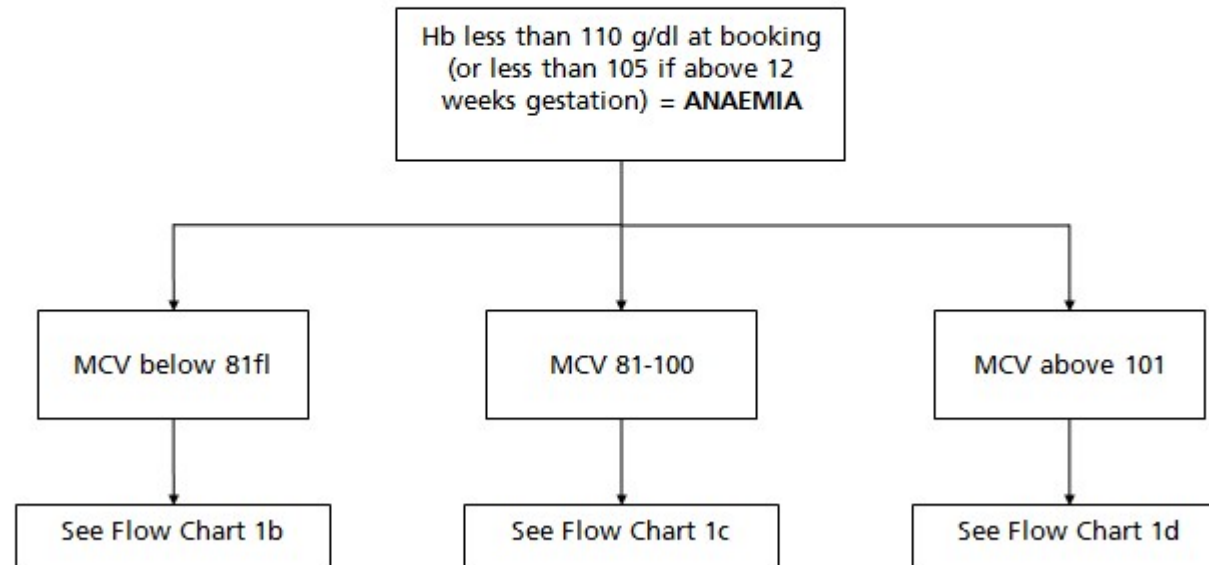 Hb less than 110 g/dl at booking
(or less than 105 if above 12
weeks gestation) = ANAEMIA
MCV below 81fl
MCV 81-100
MCV above 101
See Flow Chart 1b
See Flow Chart 1c
See Flow Chart 1d